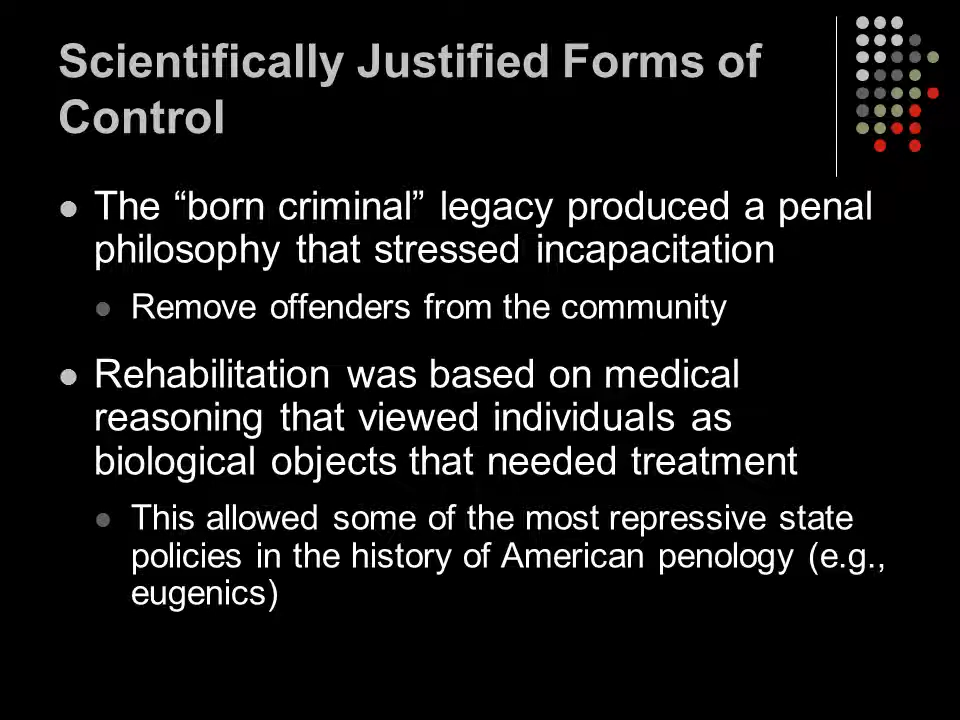 Scientifically Justified Forms of
Control
The “born criminal” legacy produced a penal
philosophy that stressed incapacitation
Remove offenders from the community
Rehabilitation was based on medical
reasoning that viewed individuals as
biological objects that needed treatment
This allowed some of the most repressive state
policies in the history of American penology (e.g.,
eugenics)